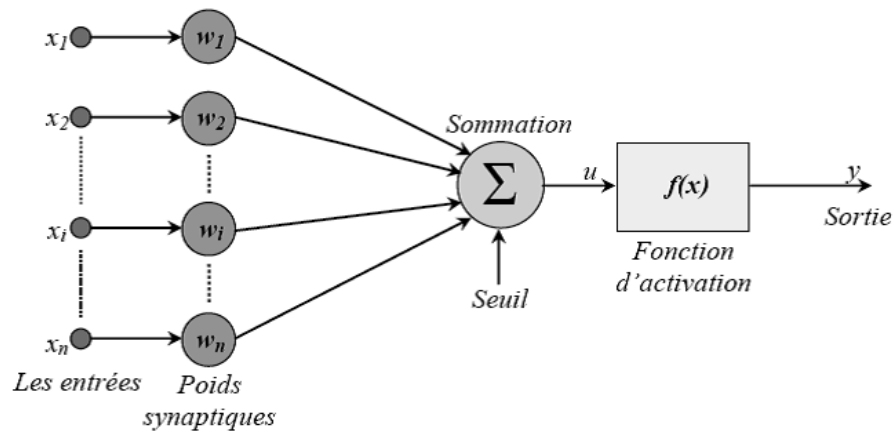 x1
w1
x2
w2
Sommation
Σ
u
f(x)
y
Sortie
xi
wi
Fonction
d'activation
Seuil
xn
wn
Les entrées
Poids
synaptiques